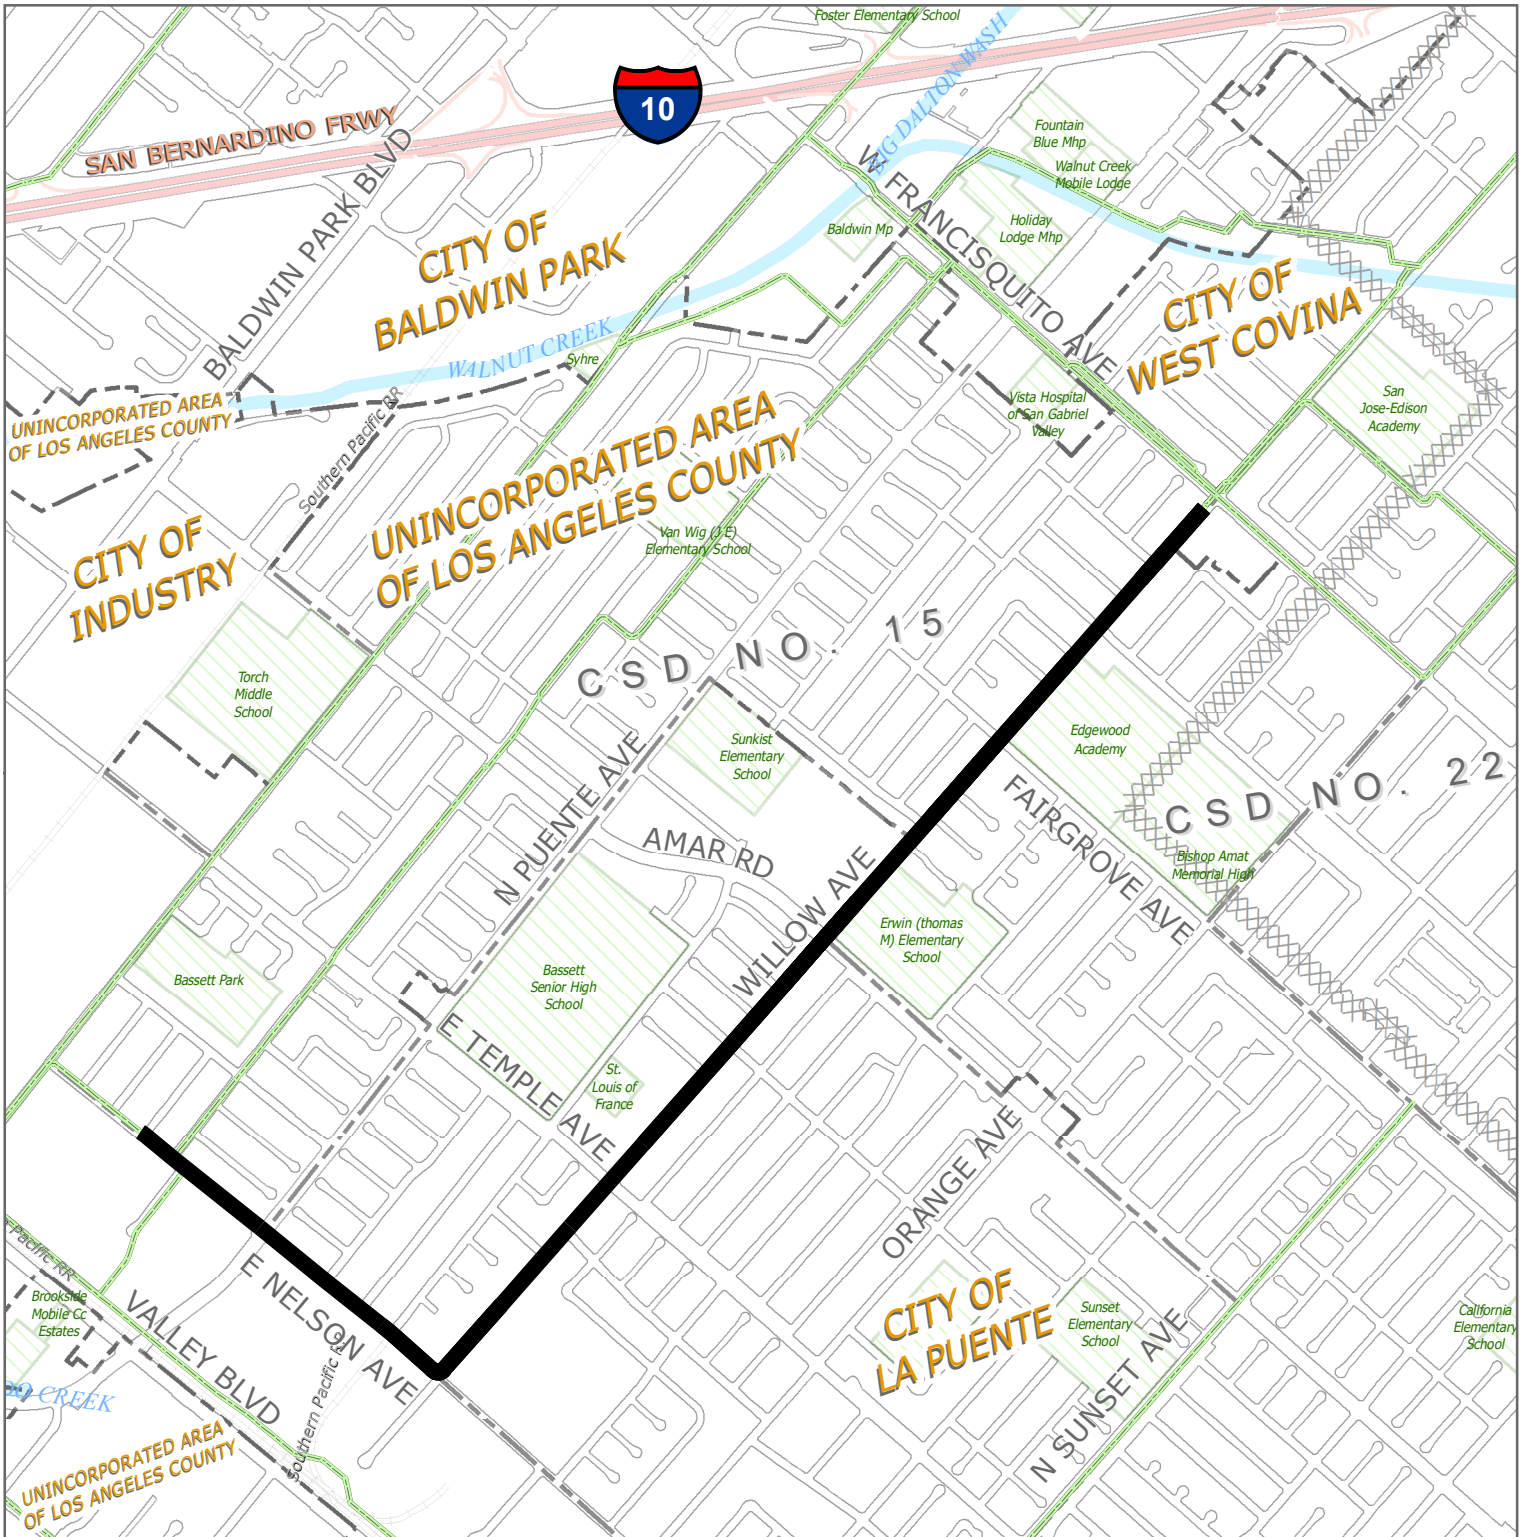 Foster Elementary School
BIG DALTON WASH
10
SAN BERNARDINO FRWY
BALDWIN PARK BLVD
Fountain
Blue Mhp
Walnut Creek
Mobile Lodge
W FRANCISQUITO AVE
Baldwin Mp
Holiday
Lodge Mhp
CITY OF
BALDWIN PARK
CITY OF
WEST COVINA
WALNUT CREEK
Syhre
UNINCORPORATED AREA
OF LOS ANGELES COUNTY
Southern Pacific RR
UNINCORPORATED AREA
OF LOS ANGELES COUNTY
Vista Hospital
of San Gabriel
Valley
San
Jose-Edison
Academy
CITY OF
INDUSTRY
Van Wig (J E)
Elementary School
CSD NO. 15
Torch
Middle
School
Sunkist
Elementary
School
Edgewood
Academy
CSD NO. 22
N PUENTE AVE
AMAR RD
WILLOW AVE
FAIRGROVE AVE
Bishop Amat
Memorial High
Erwin (thomas
M) Elementary
School
Bassett Park
Bassett
Senior High
School
E TEMPLE AVE
St.
Louis of
France
ORANGE AVE
Pacific RR
E NELSON AVE
Brookside
Mobile Cc
Estates
VALLEY BLVD
Southern Pacific
CITY OF
LA PUENTE
Sunset
Elementary
School
N SUNSET AVE
California
Elementary
School
CREEK
UNINCORPORATED AREA
OF LOS ANGELES COUNTY